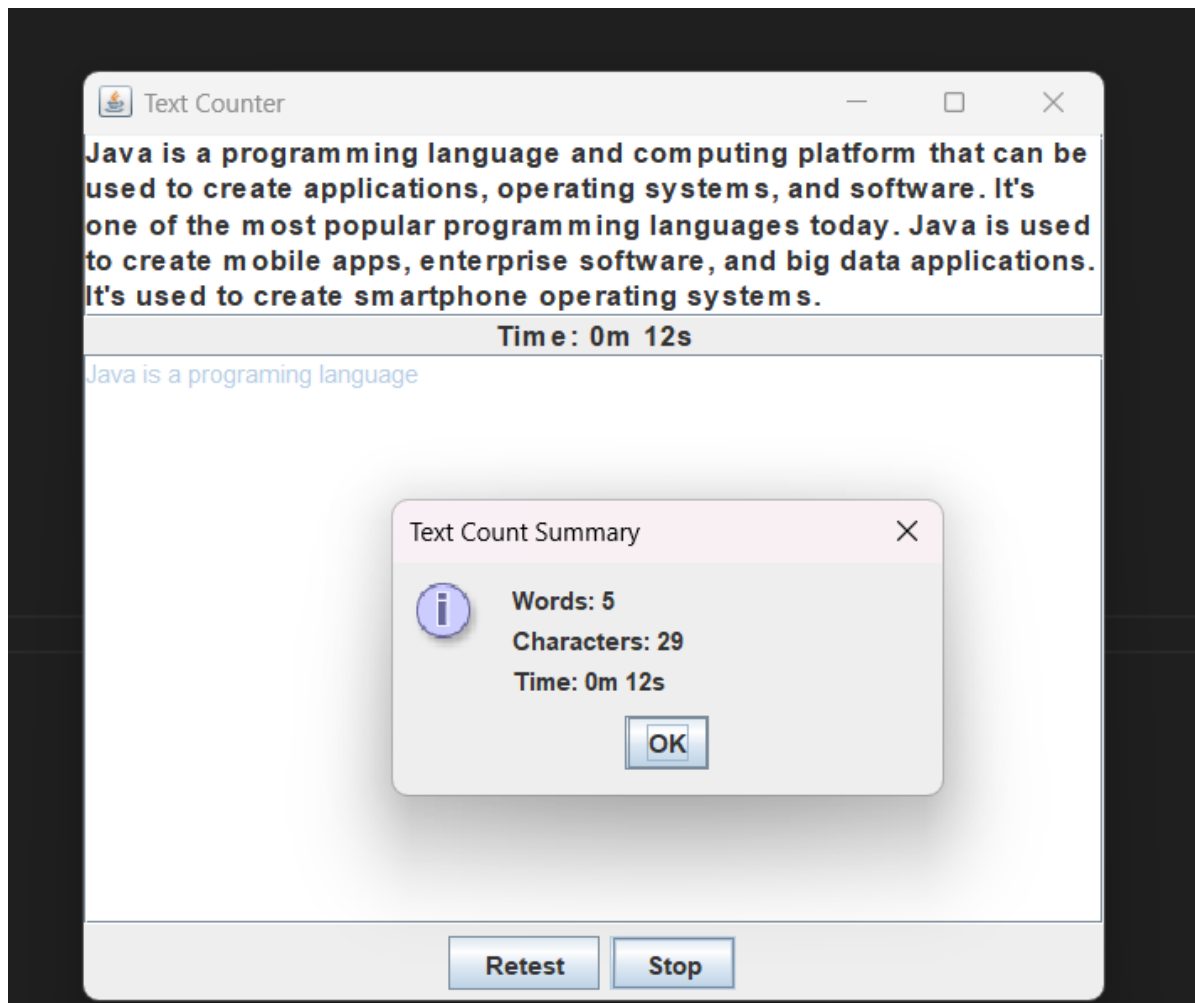 Text Counter
Java is a programming language and computing platform that can be
used to create applications, operating systems, and software. It's
one of the most popular programming languages today. Java is used
to create mobile apps, enterprise software, and big data applications.
It's used to create smartphone operating systems.
Time: 0m 12s
Java is a programing language
Text Count Summary
i
Words: 5
Characters: 29
Time: 0m 12s
OK
Retest Stop